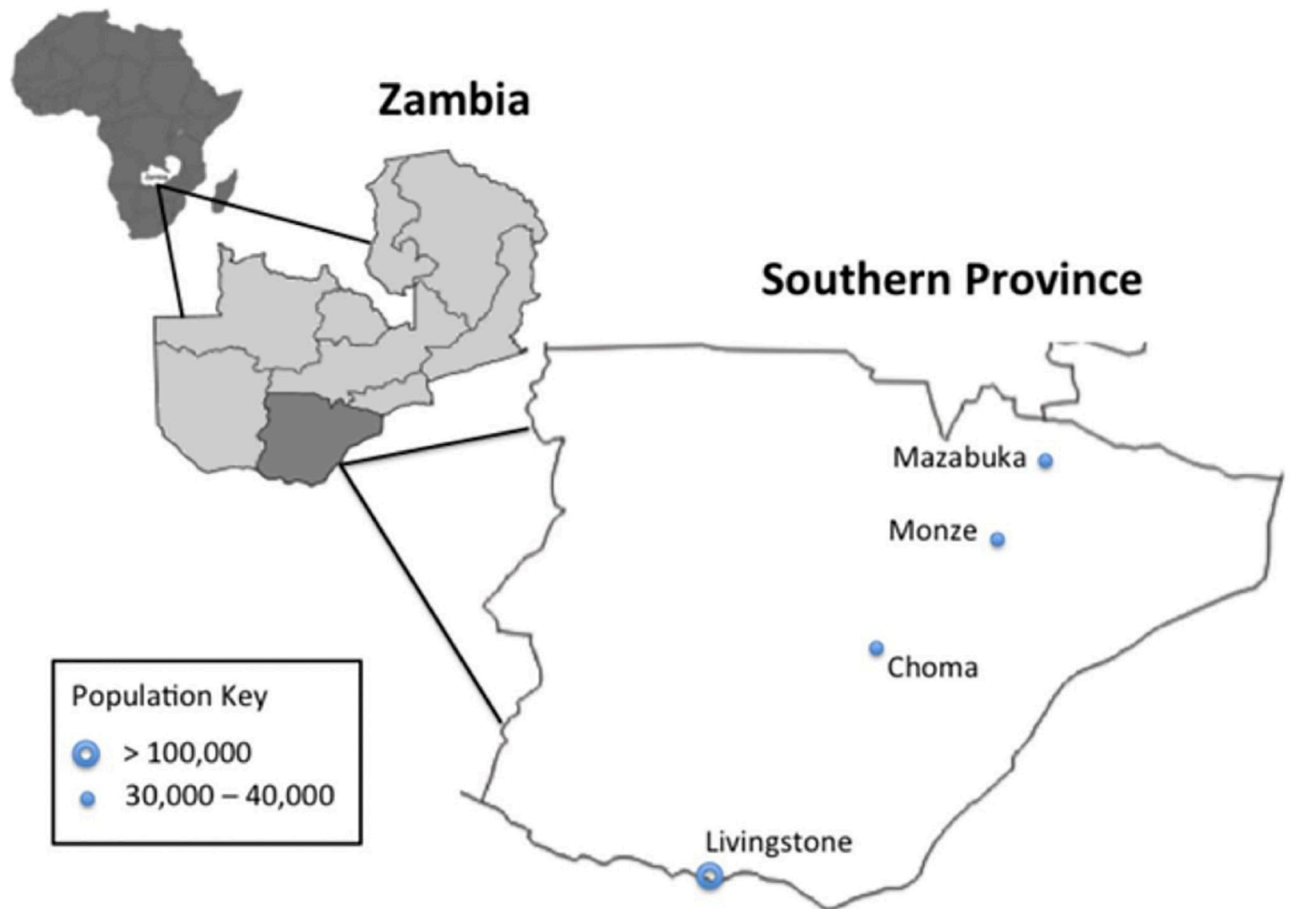 Zambia
Southern Province
Mazabuka
Monze
Choma
Livingstone
Population Key
> 100,000
30,000 – 40,000